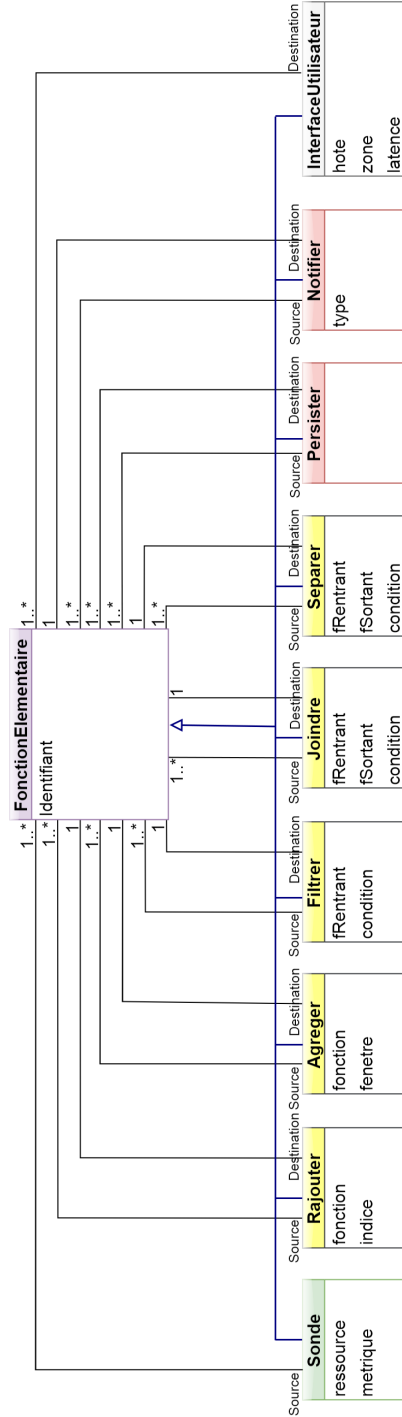 FonctionElementaire
Identifiant
1..*
1..*
1
1..*
1
1..*
1
1..*
1
1..*
1
1..*
1..*
1..*
1
1..*
Source
Source
Destination
Source
Destination
Source
Destination
Source
Destination
Source
Destination
Source
Destination
Source
Destination
Destination
Sonde
ressource
metrique
Rajouter
fonction
indice
Agreger
fonction
fenetre
Filtrer
fRentrant
condition
Joindre
fRentrant
fSortant
condition
Separer
fRentrant
fSortant
condition
Persister
Notifier
type
InterfaceUtilisateur
hote
zone
latence